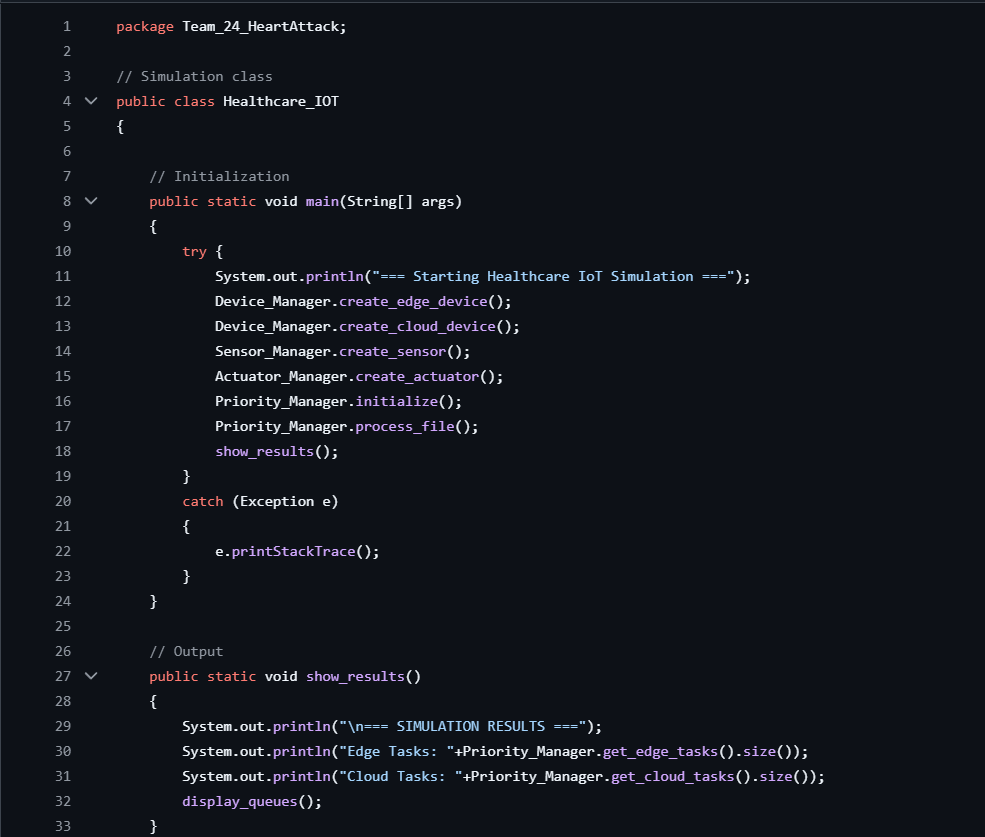 1 package Team_24_HeartAttack;
2
3 // Simulation class
4 public class Healthcare_IOT
5 {
6
7 // Initialization
8 public static void main(String[] args)
9 {
10 try {
11 System.out.println("=== Starting Healthcare IoT Simulation ===");
12 Device_Manager.create_edge_device();
13 Device_Manager.create_cloud_device();
14 Sensor_Manager.create_sensor();
15 Actuator_Manager.create_actuator();
16 Priority_Manager.initialize();
17 Priority_Manager.process_file();
18 show_results();
19 }
20 catch (Exception e)
21 {
22 e.printStackTrace();
23 }
24 }
25
26 // Output
27 public static void show_results()
28 {
29 System.out.println("\n=== SIMULATION RESULTS ===");
30 System.out.println("Edge Tasks: "+Priority_Manager.get_edge_tasks().size());
31 System.out.println("Cloud Tasks: "+Priority_Manager.get_cloud_tasks().size());
32 display_queues();
33 }